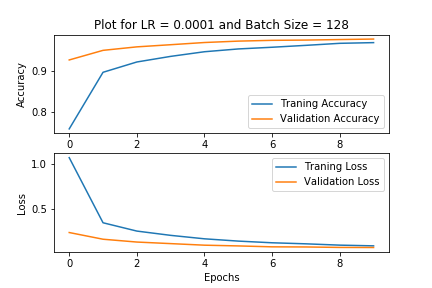 Plot for LR = 0.0001 and Batch Size = 128
Accuracy
0.9
0.8
Traning Accuracy
Validation Accuracy
0 2 4 6 8
Loss
1.0
0.5
Traning Loss
Validation Loss
0 2 4 6 8
Epochs